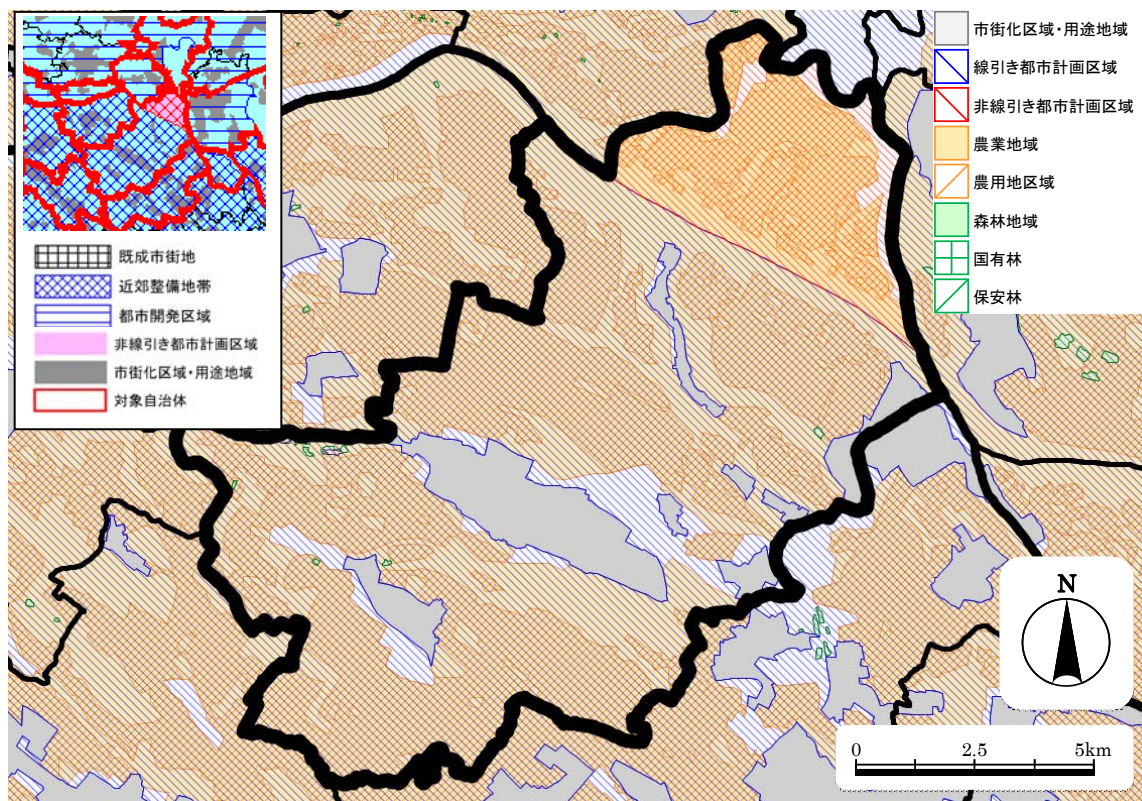 既成市街地
近郊整備地帯
都市開発区域
非線引き都市計画区域
市街化区域・用途地域
対象自治体
市街化区域・用途地域
線引き都市計画区域
非線引き都市計画区域
農業地域
農用地区域
森林地域
国有林
保安林
N
0 2.5 5km